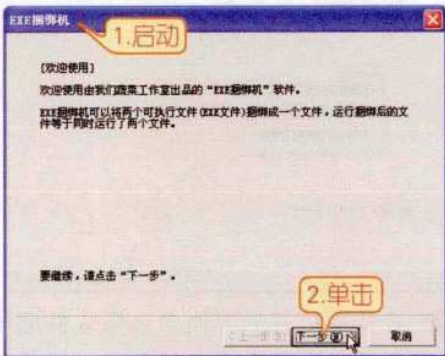 EXE捆绑机
1.启动
[欢迎使用]
欢迎使用由我们蔬菜工作室出品的“EXE捆绑机”软件。
EXE捆绑机可以将两个可执行文件(EXE文件)捆绑成一个文件，运行捆绑后的文
件等于同时运行了两个文件。
要继续，请点击“下一步”。
2.单击
下一步(N)
取消